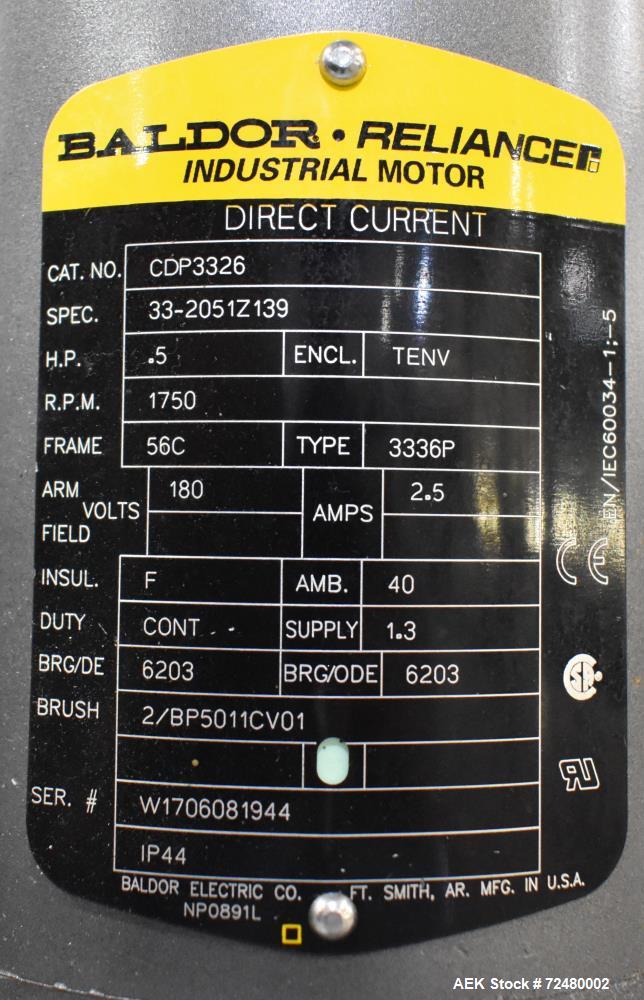 BALDOR • RELIANCE
INDUSTRIAL MOTOR
DIRECT CURRENT
CAT. NO. CDP3326
SPEC. 33-2051Z139
H.P. .5 ENCL. TENV
R.P.M. 1750
FRAME 56C TYPE 3336P
ARM VOLTS 180 AMPS 2.5
FIELD
INSUL. F AMB. 40
DUTY CONT SUPPLY 1.3
BRG/DE 6203 BRG/ODE 6203
BRUSH 2/BP5011CV01
SER. # W1706081944
IP44
BALDOR ELECTRIC CO. FT. SMITH, AR. MFG. IN U.S.A.
NP0891L
EN/IEC60034-1;-5
CE
AEK Stock # 72480002